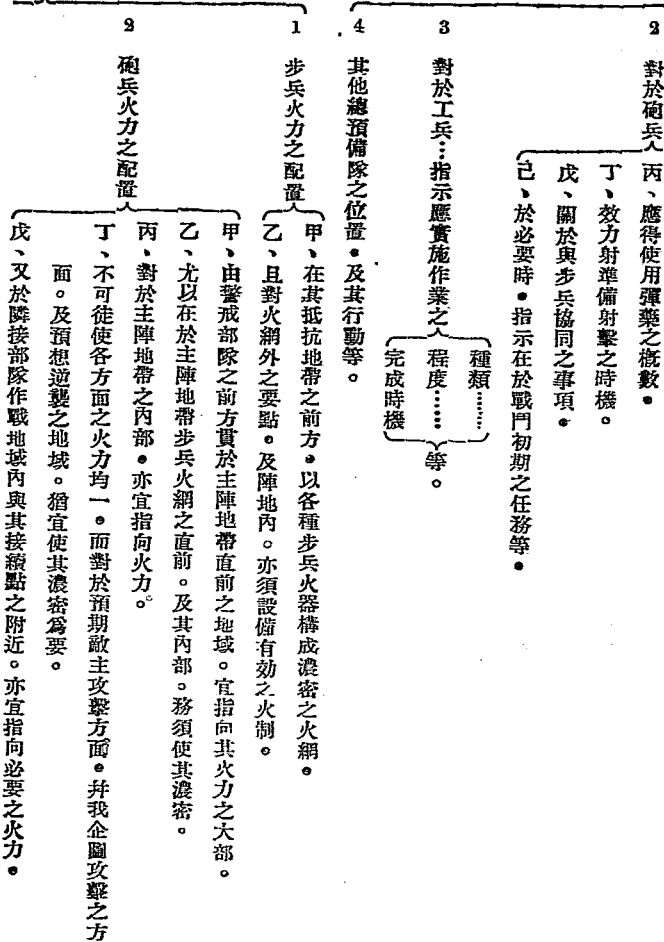 2 對於砲兵
丙、應得使用彈藥之概數。
丁、效力射準備射擊之時機。
戊、關於與步兵協同之事項。
己、於必要時。指示在於戰鬥初期之任務等。
3 對於工兵…指示應實施作業之
種類……
程度……
完成時機
等。
4 其他總預備隊之位置。及其行動等。
1 步兵火力之配置
甲、在其抵抗地帶之前方。以各種步兵火器構成濃密之火網。
乙、且對火網外之要點。及陣地內。亦須設備有効之火制。
2 砲兵火力之配置
甲、由警戒部隊之前方貫於主陣地帶直前之地域。宜指向其火力之大部。
乙、尤以在於主陣地帶步兵火網之直前。及其內部。務須使其濃密。
丙、對於主陣地帶之內部。亦宜指向火力。
丁、不可徒使各方面之火力均一。而對於預期敵主攻擊方面。幷我企圖攻擊之方
面。及預想逆襲之地域。猶宜使其濃密爲要。
戊、又於隣接部隊作戰地域內與其接續點之附近。亦宜指向必要之火力。